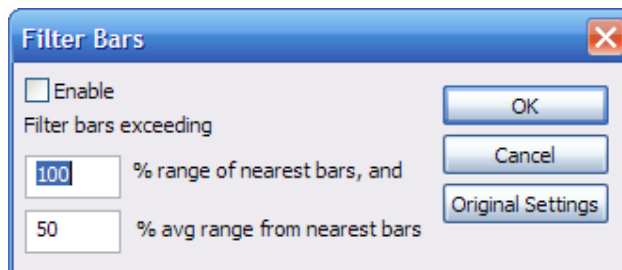 Filter Bars
Enable
OK
Filter bars exceeding
Cancel
100 % range of nearest bars, and
Original Settings
50 % avg range from nearest bars